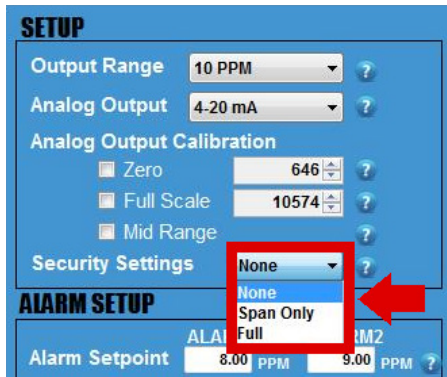 SETUP
Output Range 10 PPM ?
Analog Output 4-20 mA ?
Analog Output Calibration
Zero 646 ?
Full Scale 10574 ?
Mid Range ?
Security Settings None ?
None
ALARM SETUP Span Only
ALA Full RM2
Alarm Setpoint 8.00 PPM 9.00 PPM ?